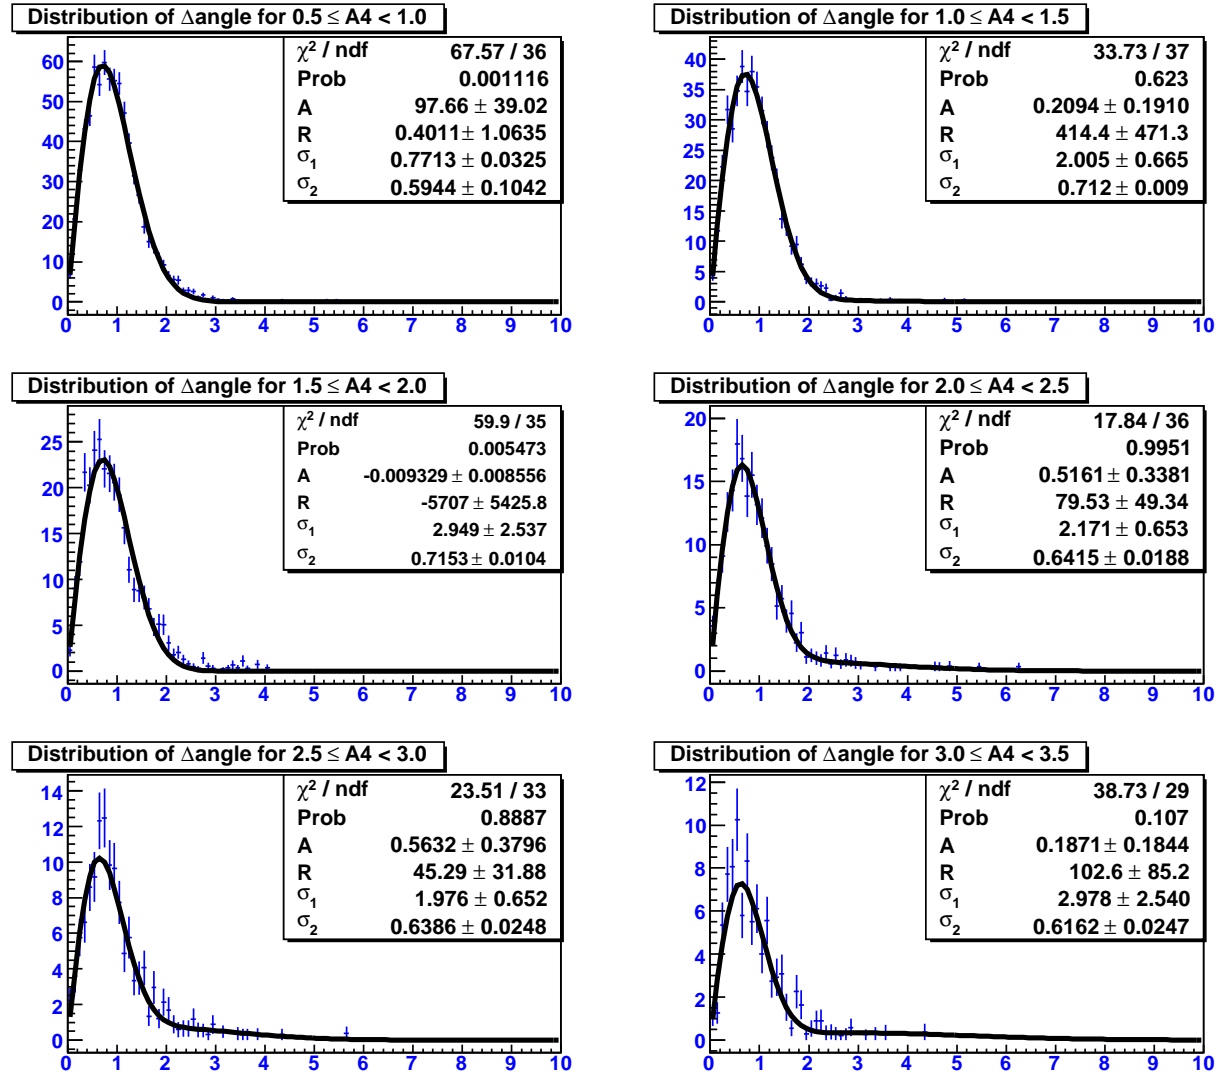 Distribution of Δangle for 0.5 ≤ A4 < 1.0
χ² / ndf 67.57 / 36
Prob 0.001116
A 97.66 ± 39.02
R 0.4011 ± 1.0635
σ₁ 0.7713 ± 0.0325
σ₂ 0.5944 ± 0.1042
60
50
40
30
20
10
0
0 1 2 3 4 5 6 7 8 9 10
Distribution of Δangle for 1.0 ≤ A4 < 1.5
χ² / ndf 33.73 / 37
Prob 0.623
A 0.2094 ± 0.1910
R 414.4 ± 471.3
σ₁ 2.005 ± 0.665
σ₂ 0.712 ± 0.009
40
35
30
25
20
15
10
5
0
0 1 2 3 4 5 6 7 8 9 10
Distribution of Δangle for 1.5 ≤ A4 < 2.0
χ² / ndf 59.9 / 35
Prob 0.005473
A -0.009329 ± 0.008556
R -5707 ± 5425.8
σ₁ 2.949 ± 2.537
σ₂ 0.7153 ± 0.0104
25
20
15
10
5
0
0 1 2 3 4 5 6 7 8 9 10
Distribution of Δangle for 2.0 ≤ A4 < 2.5
χ² / ndf 17.84 / 36
Prob 0.9951
A 0.5161 ± 0.3381
R 79.53 ± 49.34
σ₁ 2.171 ± 0.653
σ₂ 0.6415 ± 0.0188
20
15
10
5
0
0 1 2 3 4 5 6 7 8 9 10
Distribution of Δangle for 2.5 ≤ A4 < 3.0
χ² / ndf 23.51 / 33
Prob 0.8887
A 0.5632 ± 0.3796
R 45.29 ± 31.88
σ₁ 1.976 ± 0.652
σ₂ 0.6386 ± 0.0248
14
12
10
8
6
4
2
0
0 1 2 3 4 5 6 7 8 9 10
Distribution of Δangle for 3.0 ≤ A4 < 3.5
χ² / ndf 38.73 / 29
Prob 0.107
A 0.1871 ± 0.1844
R 102.6 ± 85.2
σ₁ 2.978 ± 2.540
σ₂ 0.6162 ± 0.0247
12
10
8
6
4
2
0
0 1 2 3 4 5 6 7 8 9 10